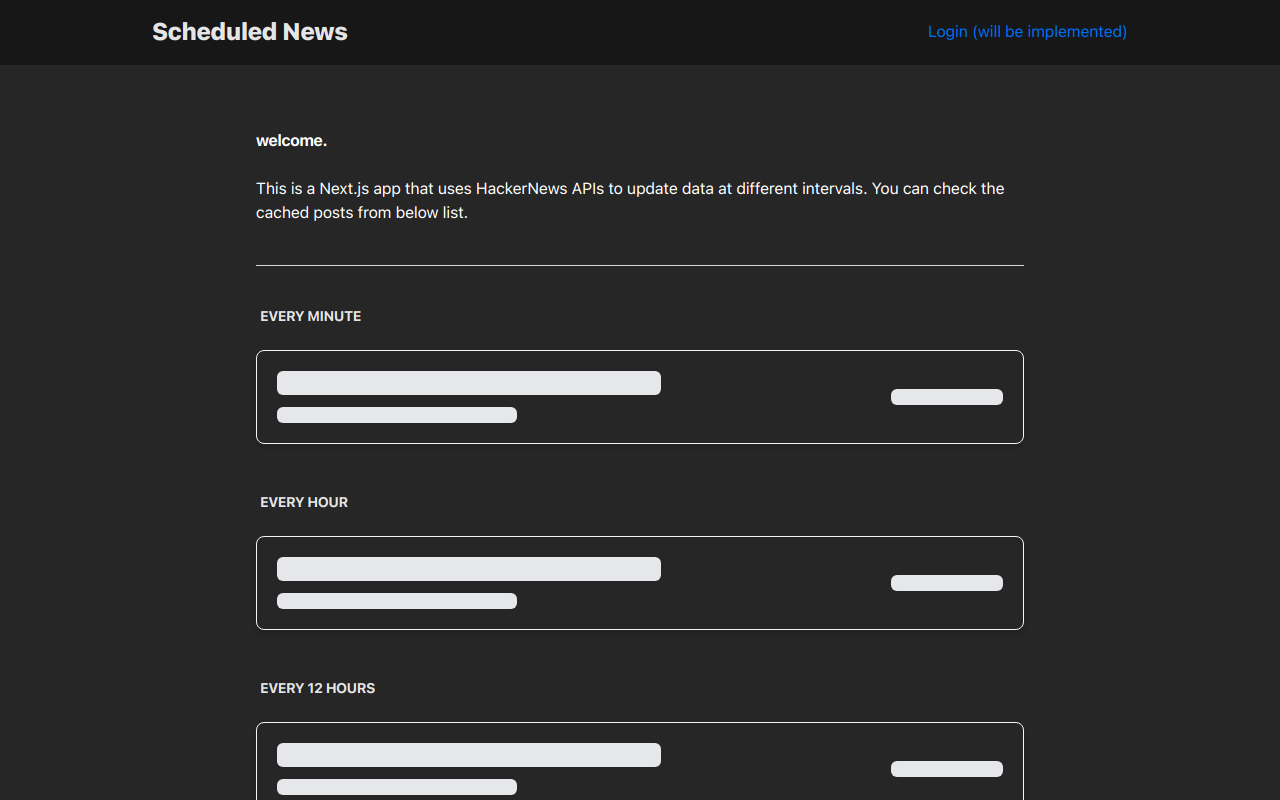 Scheduled News
Login (will be implemented)
welcome.
This is a Next.js app that uses HackerNews APIs to update data at different intervals. You can check the
cached posts from below list.
EVERY MINUTE
EVERY HOUR
EVERY 12 HOURS